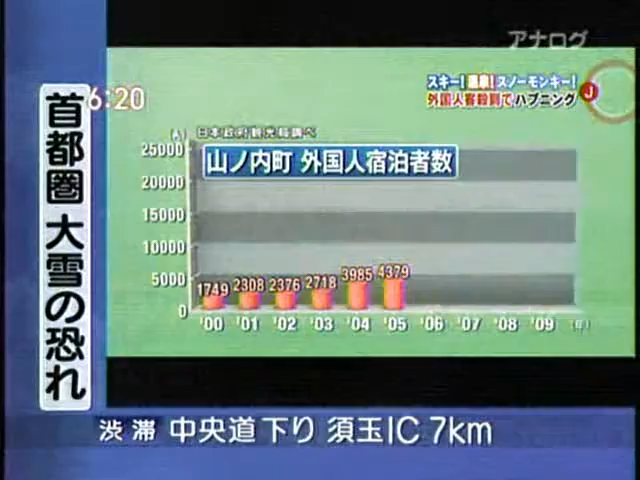 アナログ
6:20
スキー!温泉!スノーモンキー!
外国人客殺到で ハプニング
J
首都圏 大雪の恐れ
(人)
日本政府観光局調べ
山ノ内町 外国人宿泊者数
25000
20000
15000
10000
5000
0
1749 2308 2376 2718 3985 4379
'00 '01 '02 '03 '04 '05 '06 '07 '08 '09 (年)
渋滞 中央道下り 須玉IC 7km